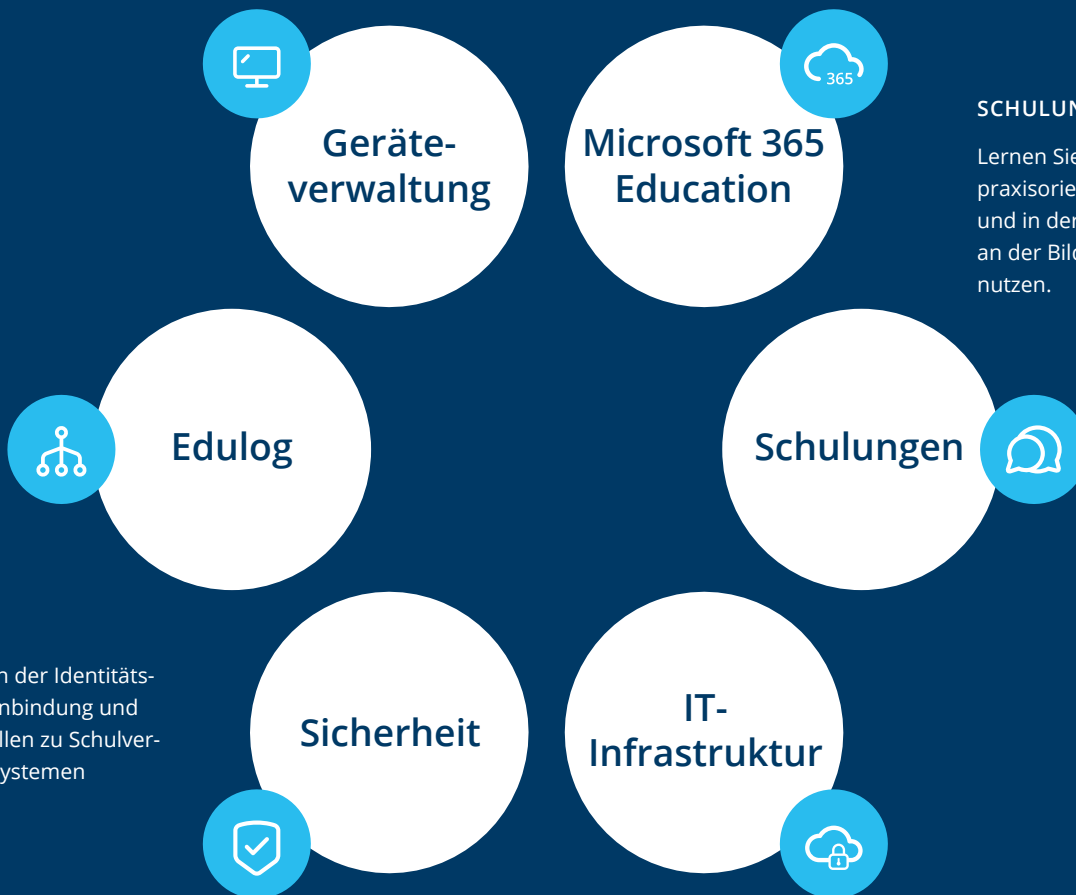 Geräte-
verwaltung
Microsoft 365
Education
365
SCHULUN
Lernen Sie
praxisorie
und in der
an der Bild
nutzen.
Edulog
Schulungen
n der Identitäts-
nbindung und
llen zu Schulver-
ystemen
Sicherheit
IT-
Infrastruktur